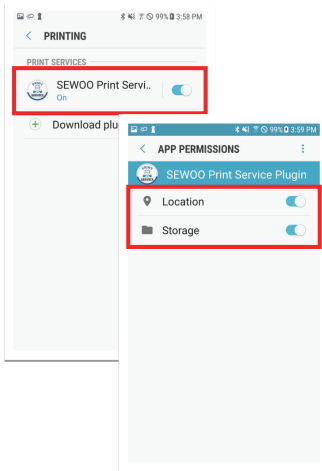 99% 3:58 PM
PRINTING
PRINT SERVICES
SEWOO Print Servi..
On
Download plu
99% 3:59 PM
APP PERMISSIONS
SEWOO Print Service Plugin
Location
Storage